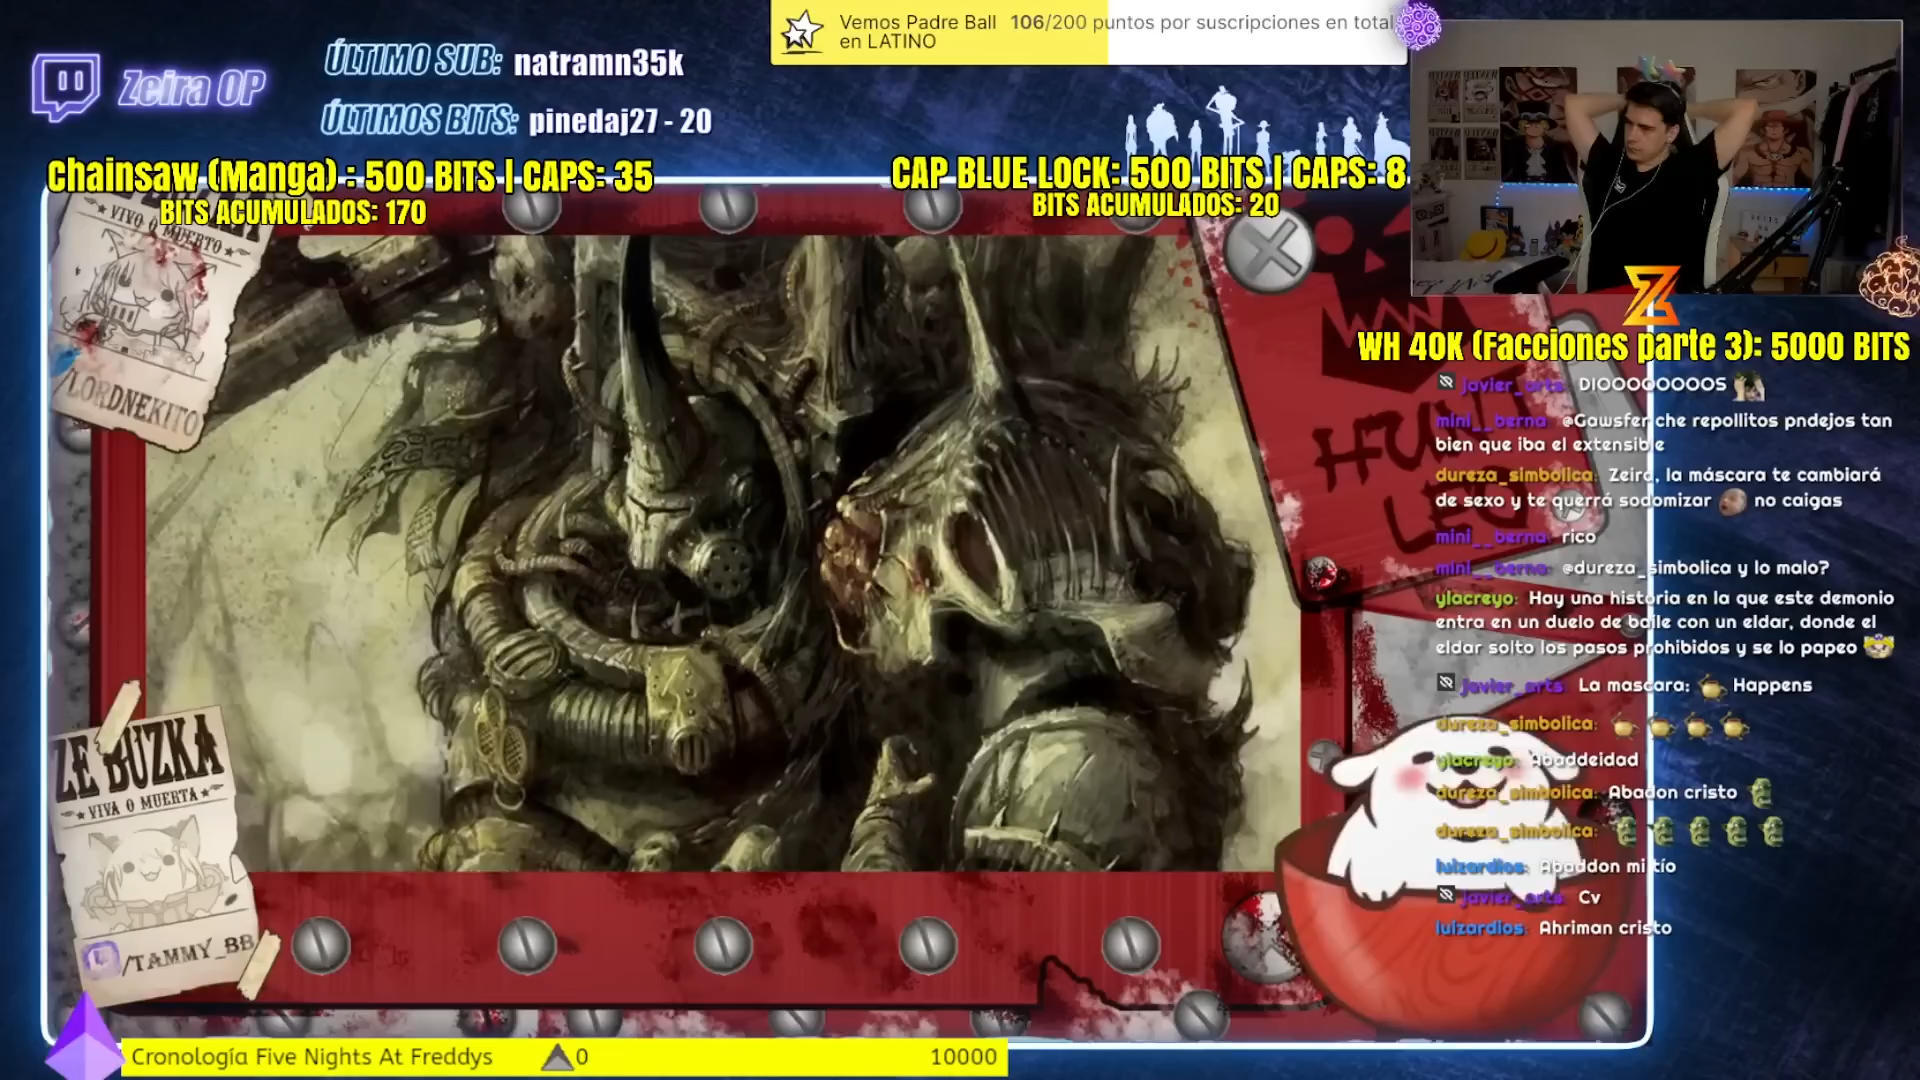 Vemos Padre Ball 106/200 puntos por suscripciones en total
en LATINO
Zeira OP
ÚLTIMO SUB: natramn35k
ÚLTIMOS BITS: pinedaj27 - 20
Chainsaw (Manga) : 500 BITS | CAPS: 35
BITS ACUMULADOS: 170
CAP BLUE LOCK: 500 BITS | CAPS: 8
BITS ACUMULADOS: 20
VIVO O MUERTO
/LORDNEKITO
WH 40K (Facciones parte 3): 5000 BITS
javier_arts DIOOOOOOOOS
mini__berna @Gawsfer che repollitos pndejos tan
bien que iba el extensible
dureza_simbolica: Zeira, la máscara te cambiará
de sexo y te querrá sodomizar no caigas
mini__berna rico
mini__berna @dureza_simbolica y lo malo?
ylacreyo: Hay una historia en la que este demonio
entra en un duelo de baile con un eldar, donde el
eldar solto los pasos prohibidos y se lo papeo
javier_arts La mascara: Happens
dureza_simbolica:
ylacreyo: Abaddeidad
dureza_simbolica: Abadon cristo
dureza_simbolica:
luizardios: Abaddon mi tío
javier_arts Cv
luizardios: Ahriman cristo
ZE BUZKA
VIVA O MUERTA
/TAMMY_BB
Cronología Five Nights At Freddys 0 10000